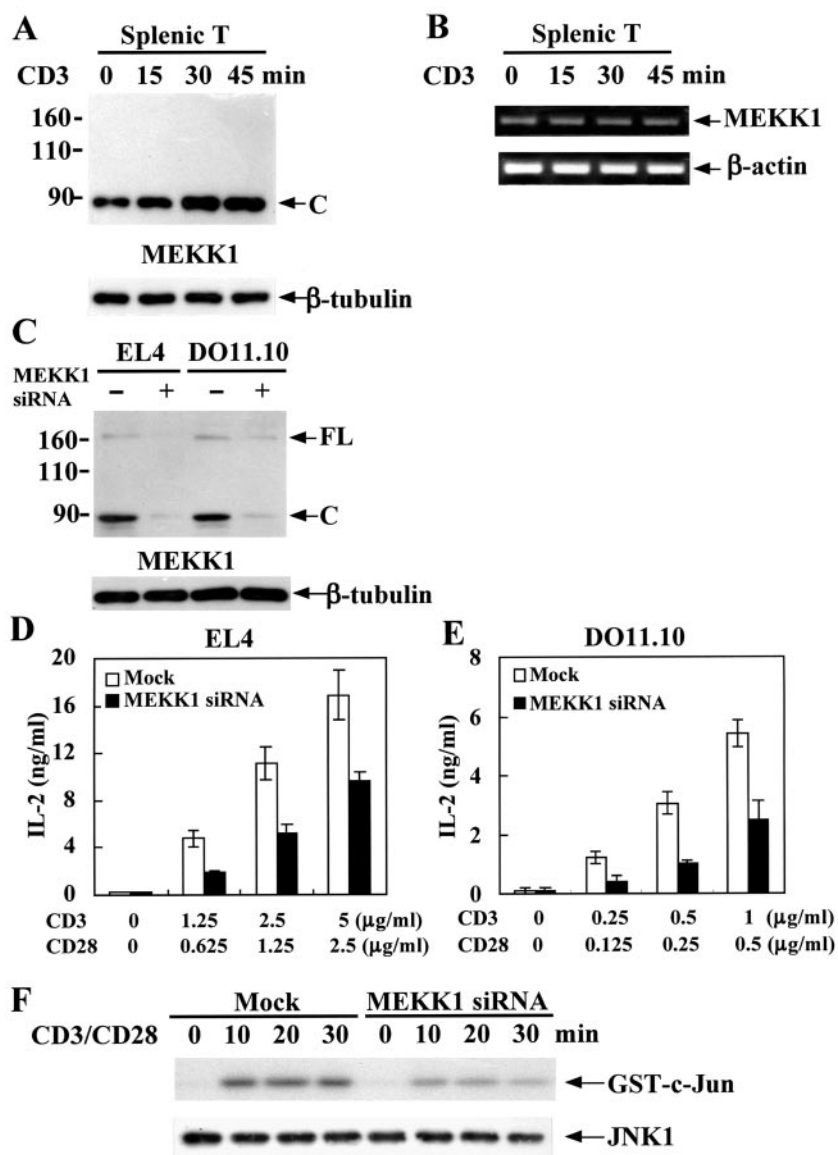 A
Splenic T
CD3 0 15 30 45 min
160-
110-
90-
C
MEKK1
β-tubulin
B
Splenic T
CD3 0 15 30 45 min
MEKK1
β-actin
C
EL4 DO11.10
MEKK1
siRNA
– + – +
160-
FL
110-
90-
C
MEKK1
β-tubulin
D
EL4
20
16
12
8
4
0
IL-2 (ng/ml)
Mock
MEKK1 siRNA
CD3 0 1.25 2.5 5 (μg/ml)
CD28 0 0.625 1.25 2.5 (μg/ml)
E
DO11.10
8
6
4
2
0
IL-2 (ng/ml)
Mock
MEKK1 siRNA
CD3 0 0.25 0.5 1 (μg/ml)
CD28 0 0.125 0.25 0.5 (μg/ml)
F
Mock MEKK1 siRNA
CD3/CD28 0 10 20 30 0 10 20 30 min
GST-c-Jun
JNK1